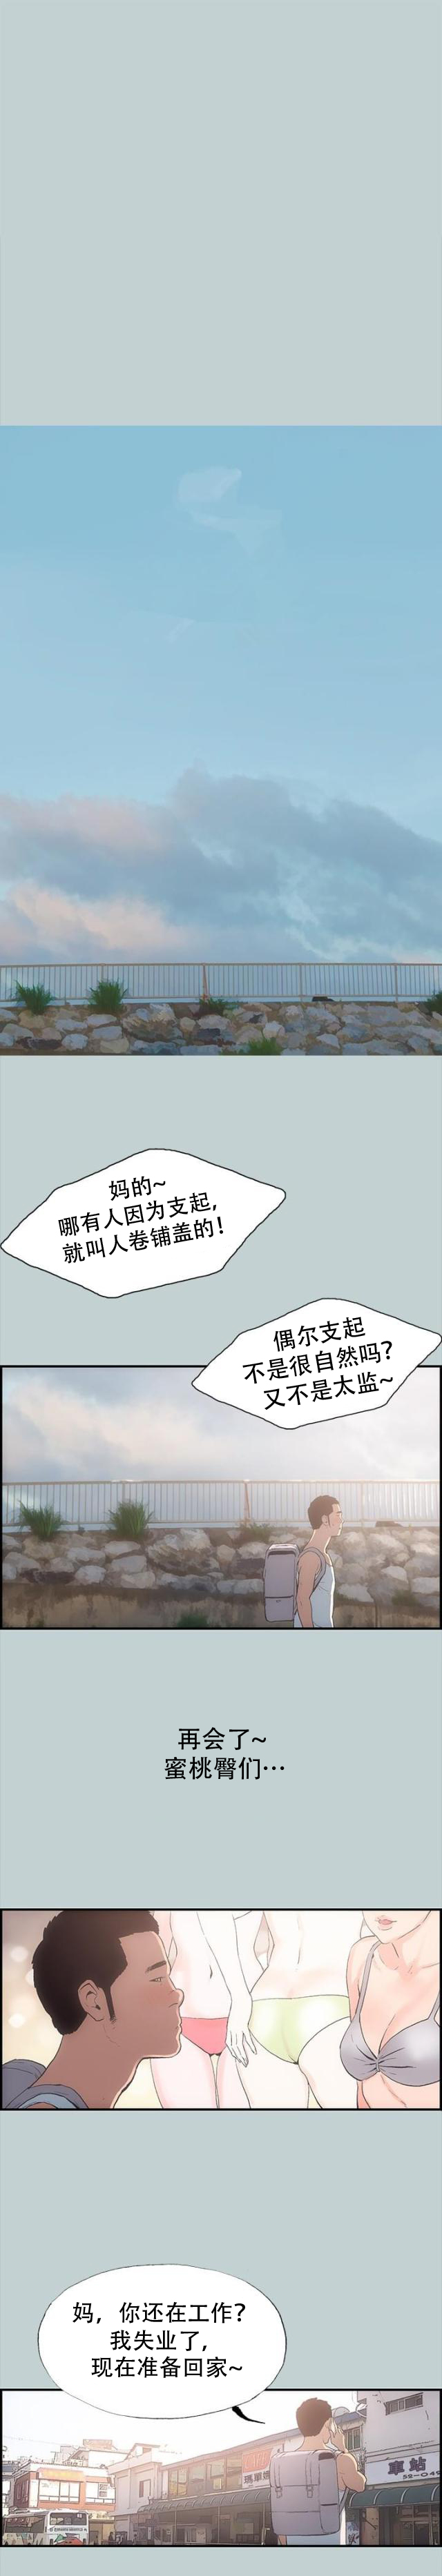 妈的~
哪有人因为支起,
就叫人卷铺盖的!
偶尔支起
不是很自然吗?
又不是太监~
再会了~
蜜桃臀们…
妈,你还在工作?
我失业了,
现在准备回家~
車站